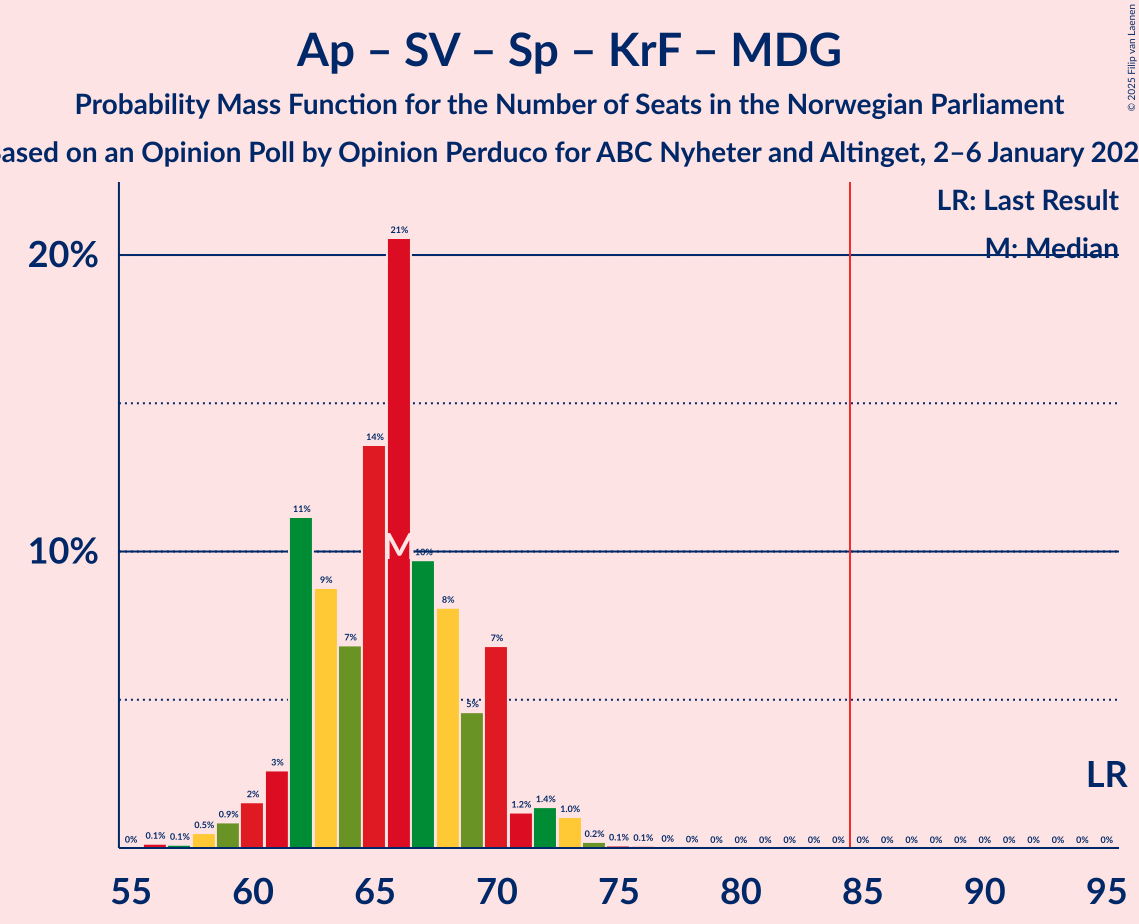 Ap – SV – Sp – KrF – MDG
Probability Mass Function for the Number of Seats in the Norwegian Parliament
ased on an Opinion Poll by Opinion Perduco for ABC Nyheter and Altinget, 2–6 January 202
© 2025 Filip van Laenen
LR: Last Result
M: Median
20%
10%
0% 0.1% 0.1% 0.5% 0.9% 2% 3% 11% 9% 7% 14% 21% 10% 8% 5% 7% 1.2% 1.4% 1.0% 0.2% 0.1% 0.1% 0% 0% 0% 0% 0% 0% 0% 0% 0% 0% 0% 0% 0% 0% 0% 0% 0% 0% 0%
M
LR
55 60 65 70 75 80 85 90 95